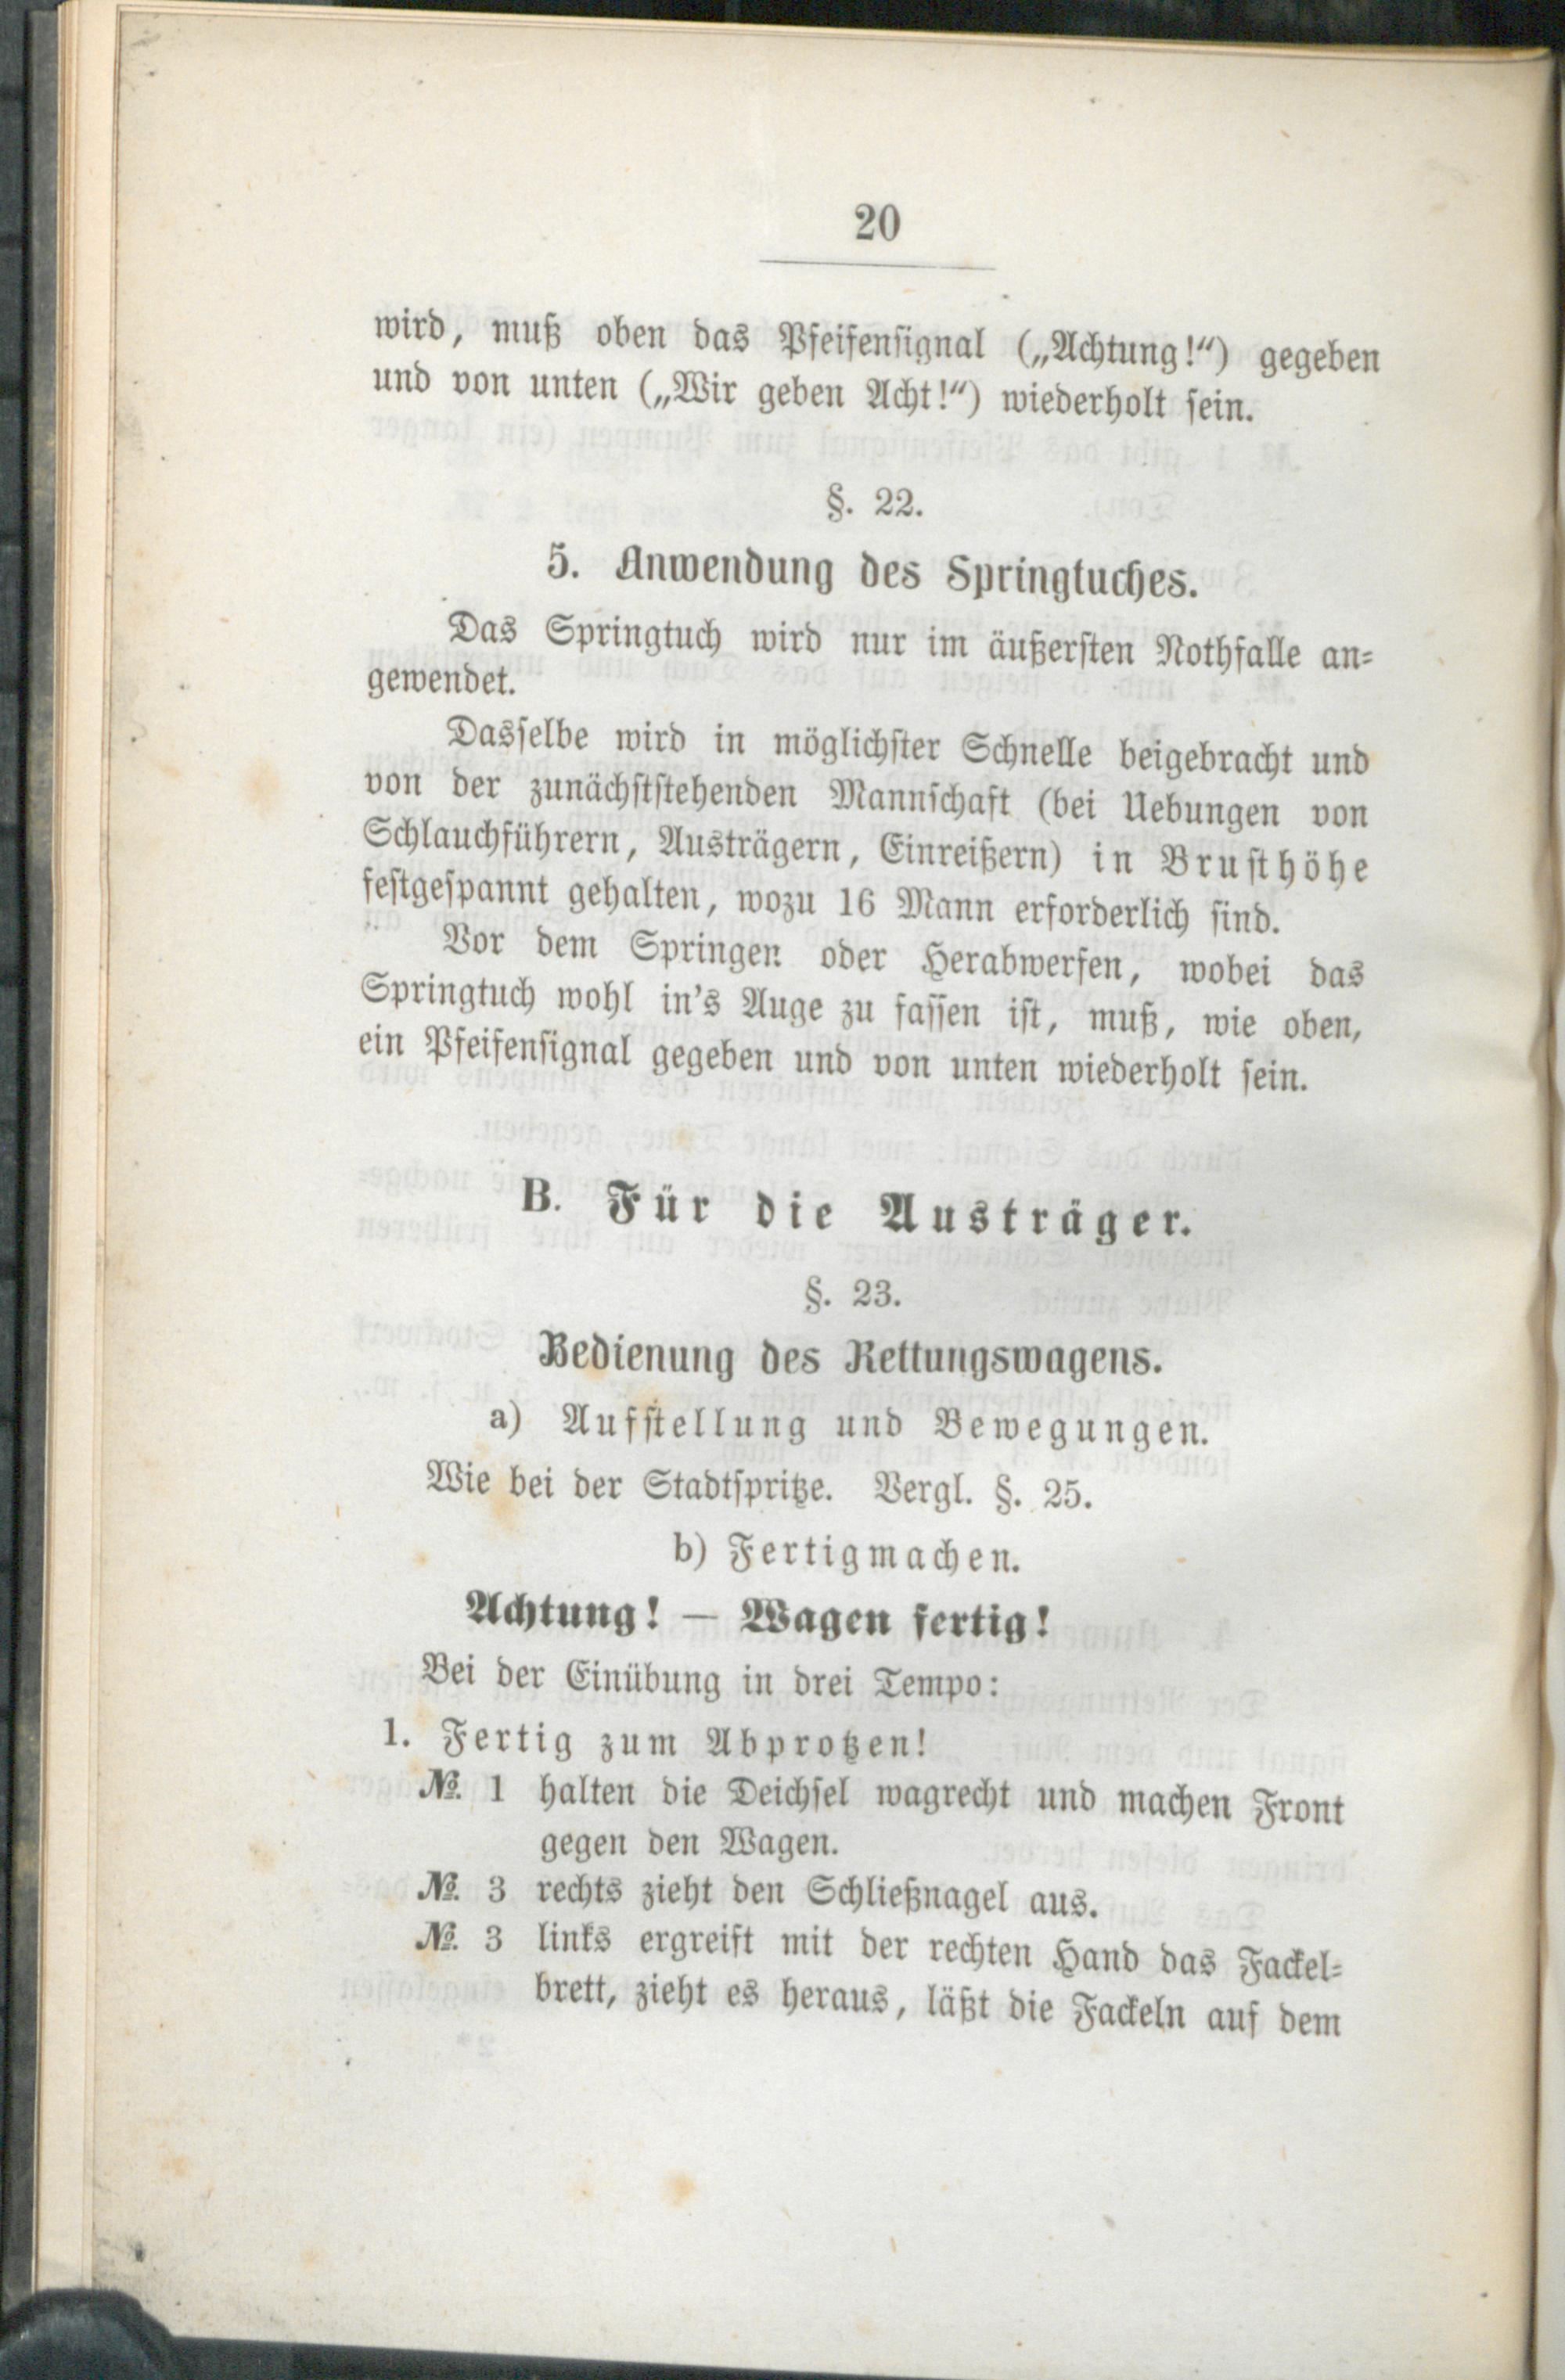 20
wird, muß oben das Pfeifensignal („Achtung!“) gegeben
und von unten („Wir geben Acht!“) wiederholt sein.
§. 22.
5. Anwendung des Springtuches.
Das Springtuch wird nur im äußersten Nothfalle an-
gewendet.
Dasselbe wird in möglichster Schnelle beigebracht und
von der zunächststehenden Mannschaft (bei Uebungen von
Schlauchführern, Austrägern, Einreißern) in Brusthöhe
festgespannt gehalten, wozu 16 Mann erforderlich sind.
Vor dem Springen oder Herabwerfen, wobei das
Springtuch wohl in's Auge zu fassen ist, muß, wie oben,
ein Pfeifensignal gegeben und von unten wiederholt sein.
B. Für die Austräger.
§. 23.
Bedienung des Rettungswagens.
a) Aufstellung und Bewegungen.
Wie bei der Stadtspritze. Vergl. §. 25.
b) Fertigmachen.
Achtung! — Wagen fertig!
Bei der Einübung in drei Tempo:
1. Fertig zum Abprotzen!
№. 1 halten die Deichsel wagrecht und machen Front
gegen den Wagen.
№. 3 rechts zieht den Schließnagel aus.
№. 3 links ergreift mit der rechten Hand das Fackel-
brett, zieht es heraus, läßt die Fackeln auf dem